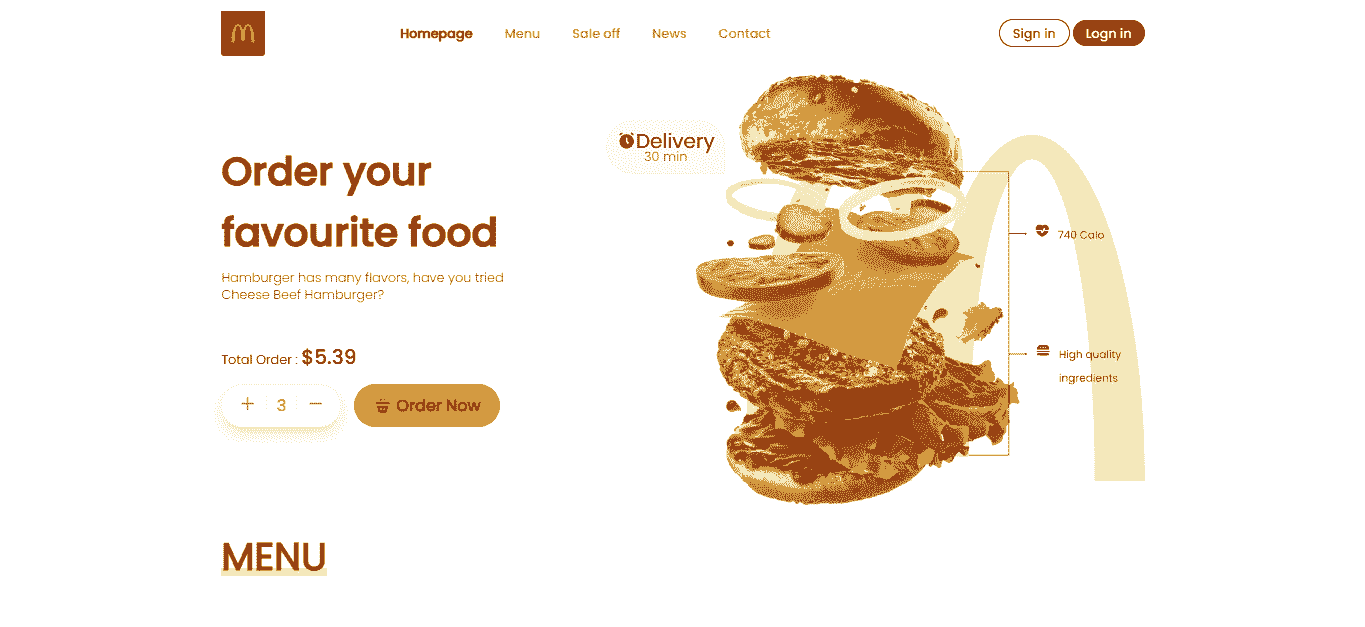 Homepage Menu Sale off News Contact Sign in Logn in
Delivery
30 min
Order your
favourite food
Hamburger has many flavors, have you tried
Cheese Beef Hamburger?
740 Calo
Total Order : $5.39
+ 3 −
Order Now
High quality
ingredients
MENU